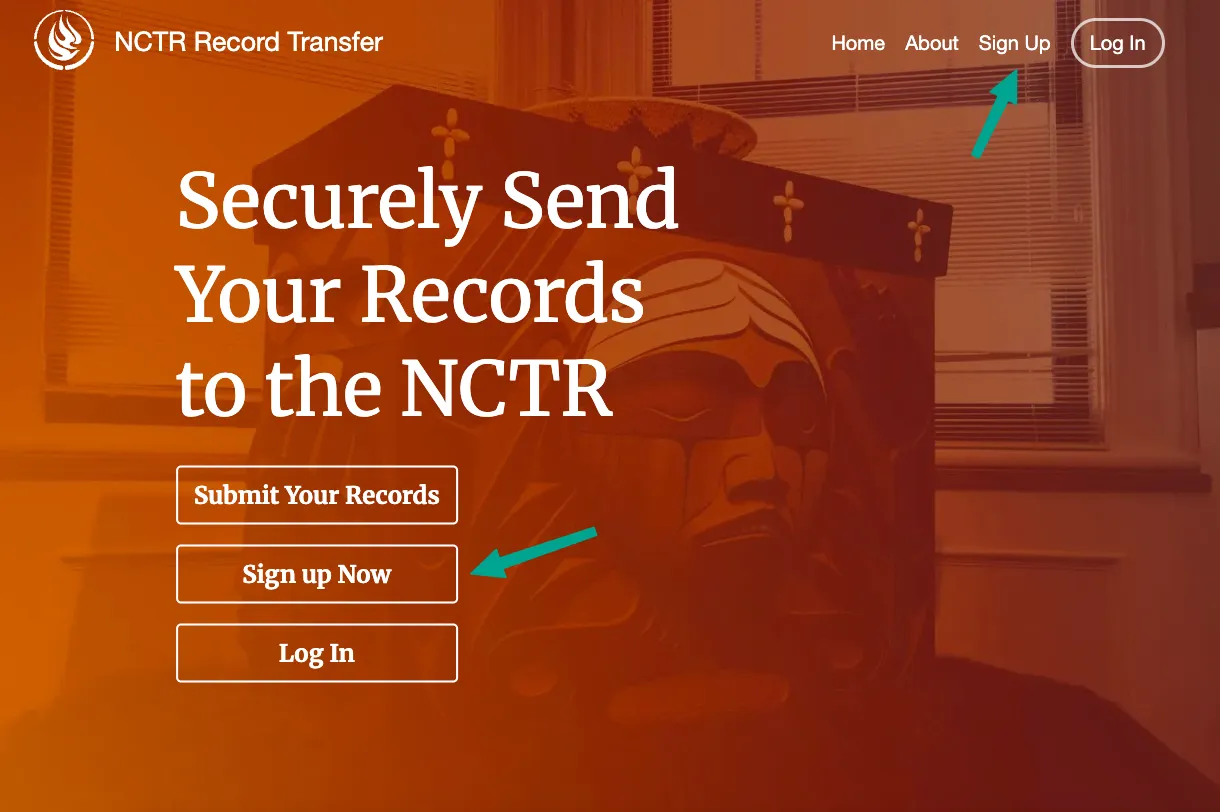 NCTR Record Transfer
Home
About
Sign Up
Log In
Securely Send
Your Records
to the NCTR
Submit Your Records
Sign up Now
Log In